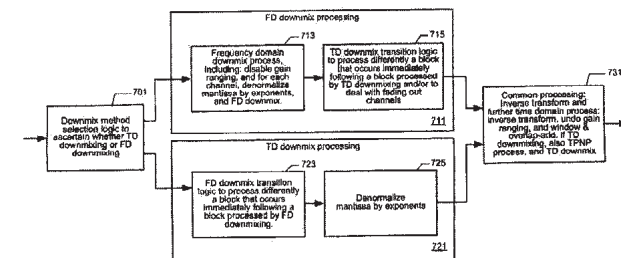 FD downmix processing
713
Frequency domain
downmix process,
including: disable gain
ranging, and for each
channel, denormalize
mantissa by exponents,
and FD downmix.
715
TD downmix transition logic
to process differently a block
that occurs immediately
following a block processed
by TD downmixing and/or to
deal with fading out
channels
711
701
Downmix method
selection logic to
ascertain whether TD
downmixing or FD
downmixing
731
Common processing:
Inverse transform and
further time domain process:
inverse transform, undo gain
ranging, and window &
overlap-add. If TD
downmixing, also TPNP
process, and TD downmix
TD downmix processing
723
FD downmix transition
logic to process differently
a block that occurs
immediately following a
block processed by FD
downmixing.
725
Denormalize
mantissa by exponents
721